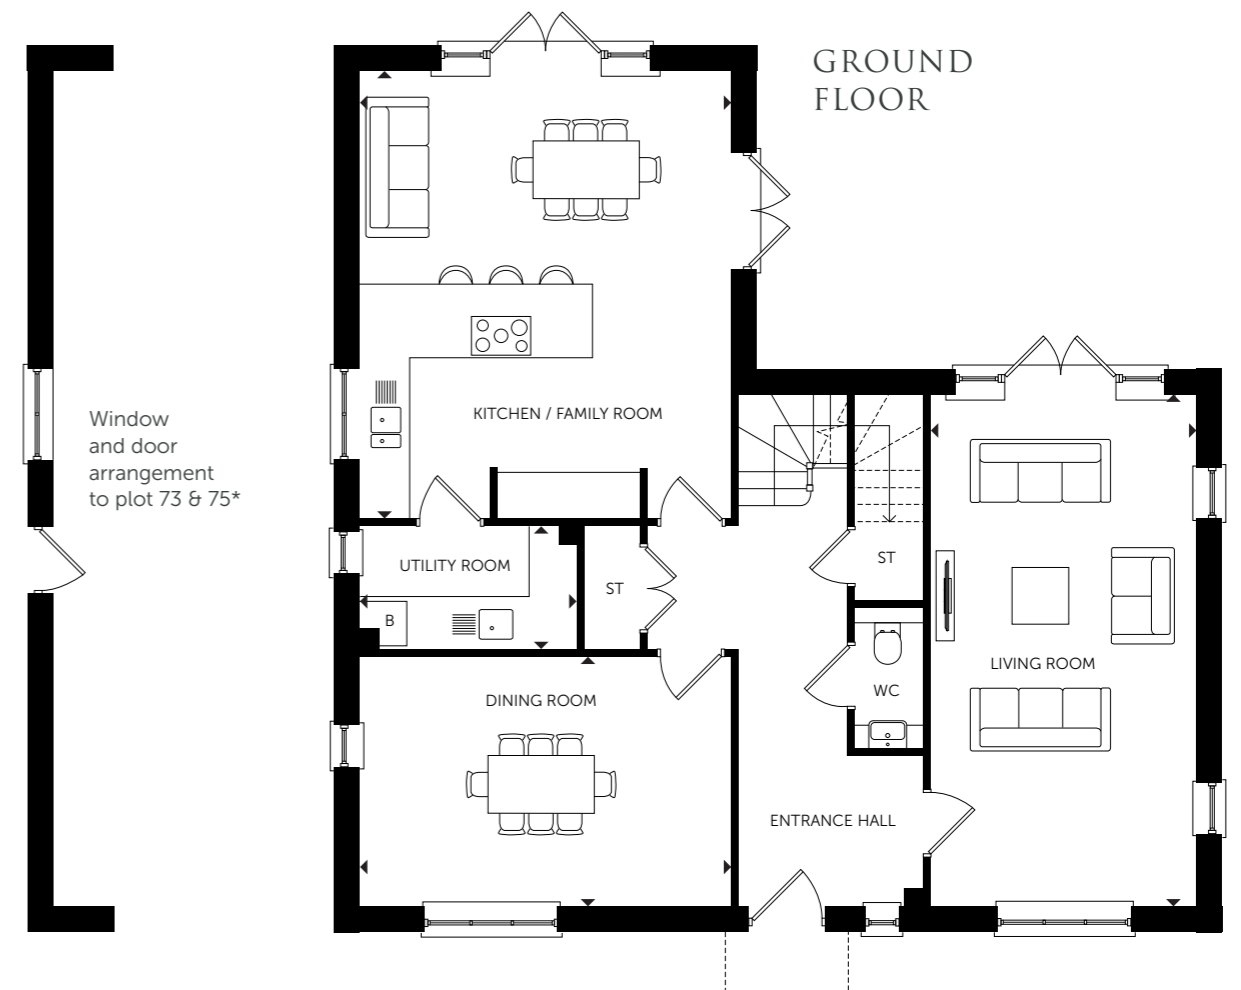 GROUND
FLOOR
Window
and door
arrangement
to plot 73 & 75*
KITCHEN / FAMILY ROOM
UTILITY ROOM
ST
ST
B
LIVING ROOM
WC
DINING ROOM
ENTRANCE HALL